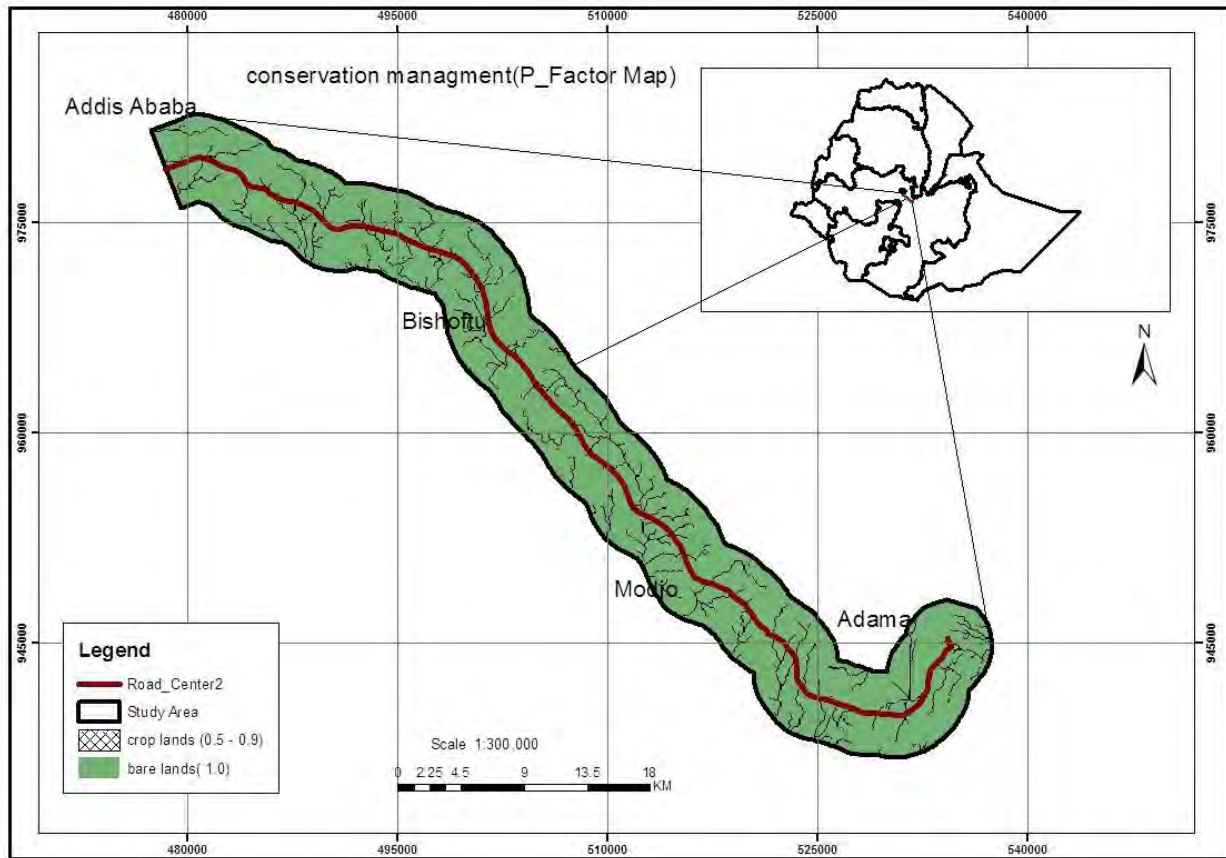 480000 495000 510000 525000 540000
conservation managment(P_Factor Map)
Addis Ababa
975000 975000
Bishoftu
N
960000 960000
Modjo
Adama
945000 945000
Legend
Road_Center2
Study Area
crop lands (0.5 - 0.9)
bare lands( 1.0)
Scale 1:300,000
0 2.25 4.5 9 13.5 18
KM
480000 495000 510000 525000 540000